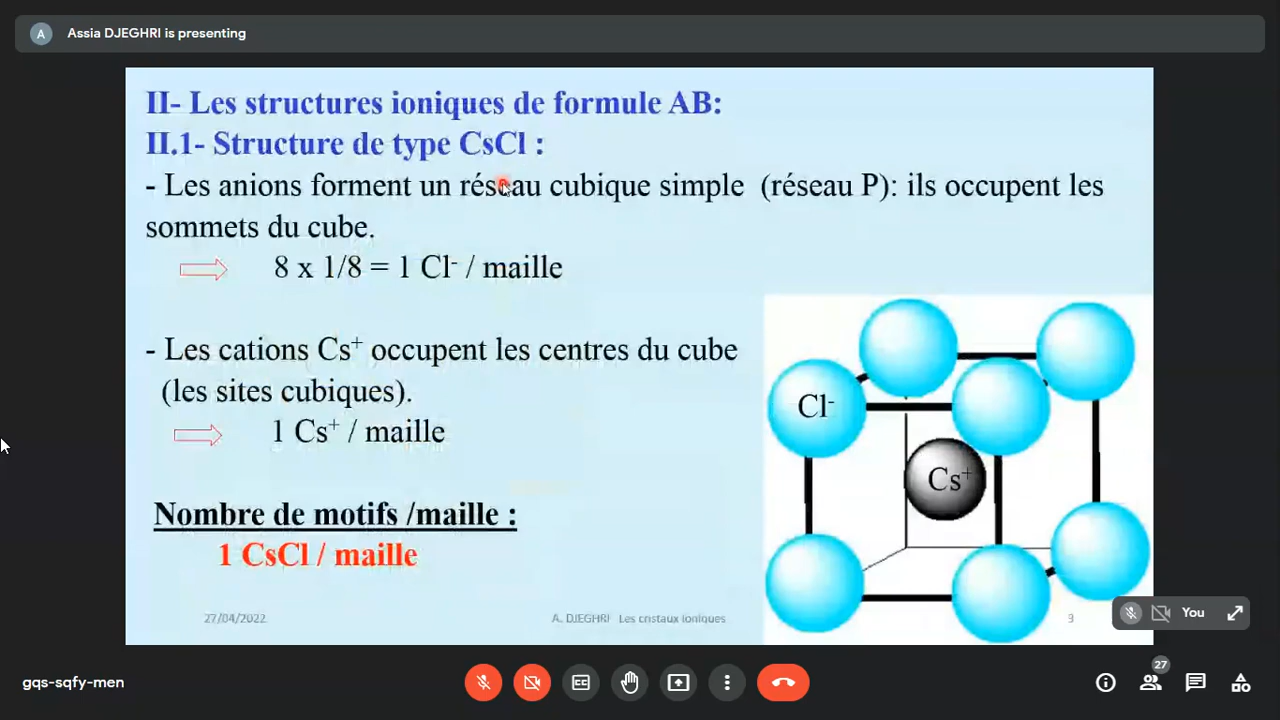 A
Assia DJEGHRI is presenting
II- Les structures ioniques de formule AB:
II.1- Structure de type CsCl :
- Les anions forment un réseau cubique simple (réseau P): ils occupent les
sommets du cube.
8 x 1/8 = 1 Cl⁻ / maille
- Les cations Cs⁺ occupent les centres du cube
(les sites cubiques).
1 Cs⁺ / maille
Nombre de motifs /maille :
1 CsCl / maille
Cl⁻
Cs⁺
27/04/2022
A. DJEGHRI Les cristaux ioniques
3
You
gqs-sqfy-men
CC
27